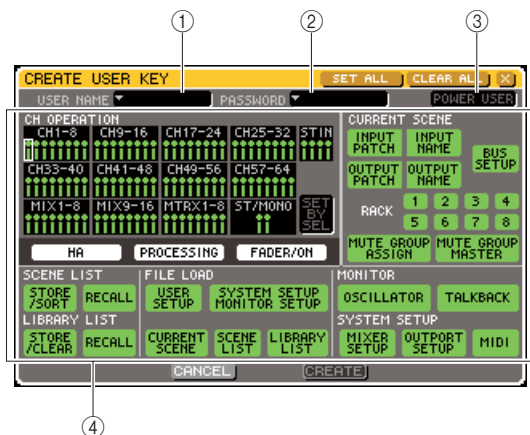 ① ② ③
CREATE USER KEY SET ALL CLEAR ALL X
USER NAME PASSWORD POWER USER
CH OPERATION
CH1-8 CH9-16 CH17-24 CH25-32 STIN
CH33-40 CH41-48 CH49-56 CH57-64
MIX1-8 MIX9-16 MTRX1-8 ST/MONO SET BY SEL
HA PROCESSING FADER/ON
CURRENT SCENE
INPUT PATCH INPUT NAME BUS SETUP
OUTPUT PATCH OUTPUT NAME
RACK 1 2 3 4
5 6 7 8
MUTE GROUP ASSIGN MUTE GROUP MASTER
SCENE LIST FILE LOAD MONITOR
STORE /SORT RECALL USER SETUP SYSTEM SETUP MONITOR SETUP OSCILLATOR TALKBACK
LIBRARY LIST SYSTEM SETUP
STORE /CLEAR RECALL CURRENT SCENE SCENE LIST LIBRARY LIST MIXER SETUP OUTPORT SETUP MIDI
CANCEL CREATE
④